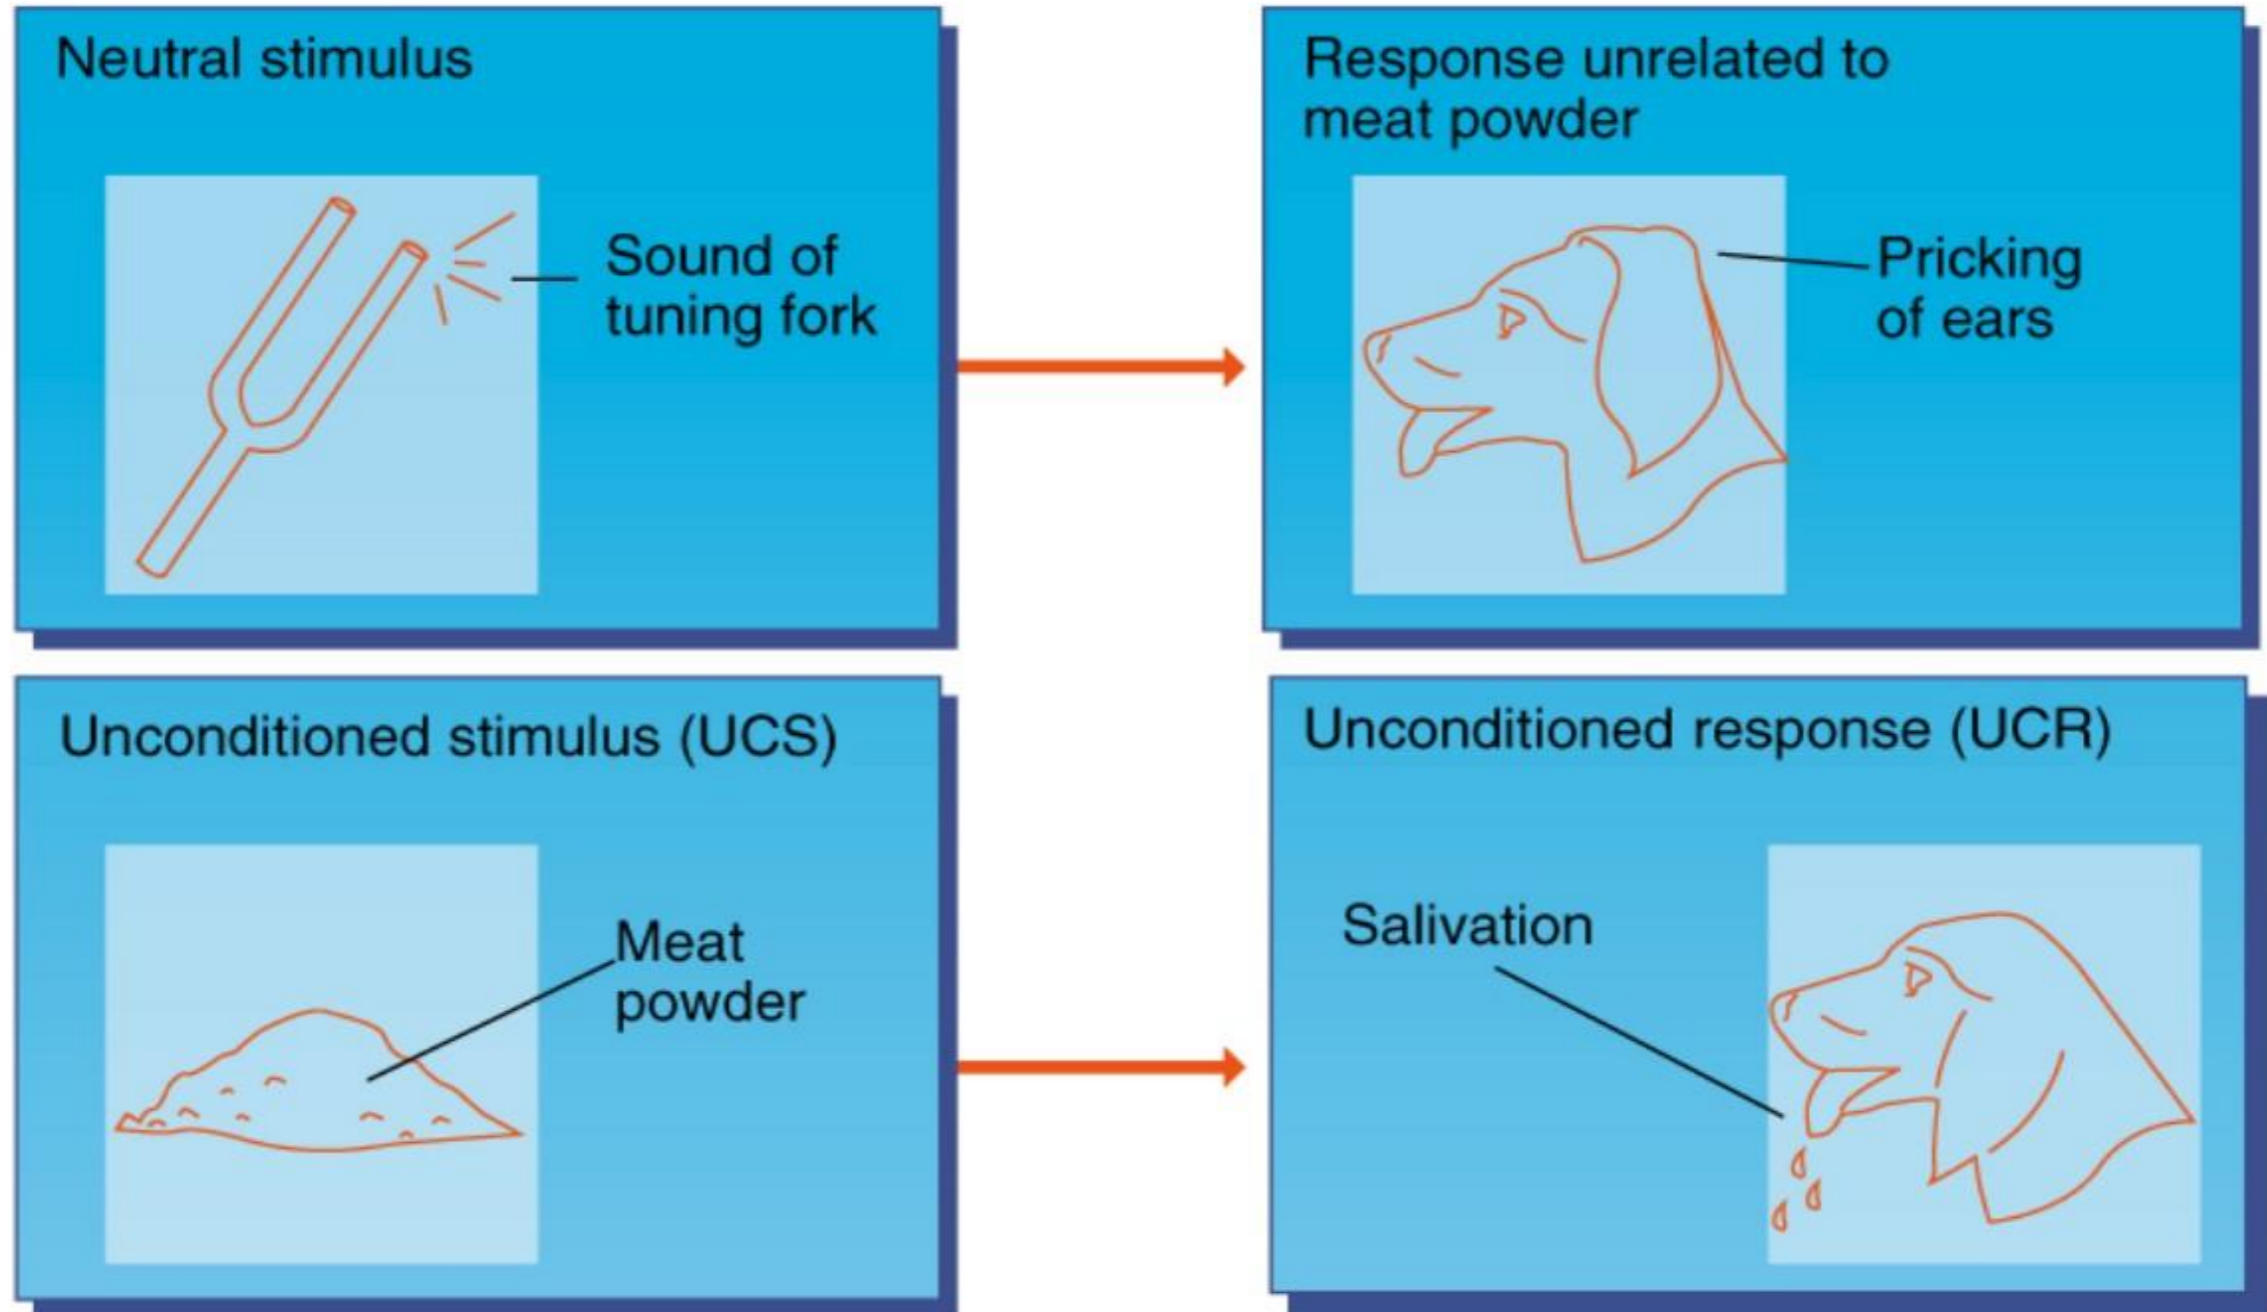 Neutral stimulus
Sound of
tuning fork
Response unrelated to
meat powder
Pricking
of ears
Unconditioned stimulus (UCS)
Meat
powder
Unconditioned response (UCR)
Salivation